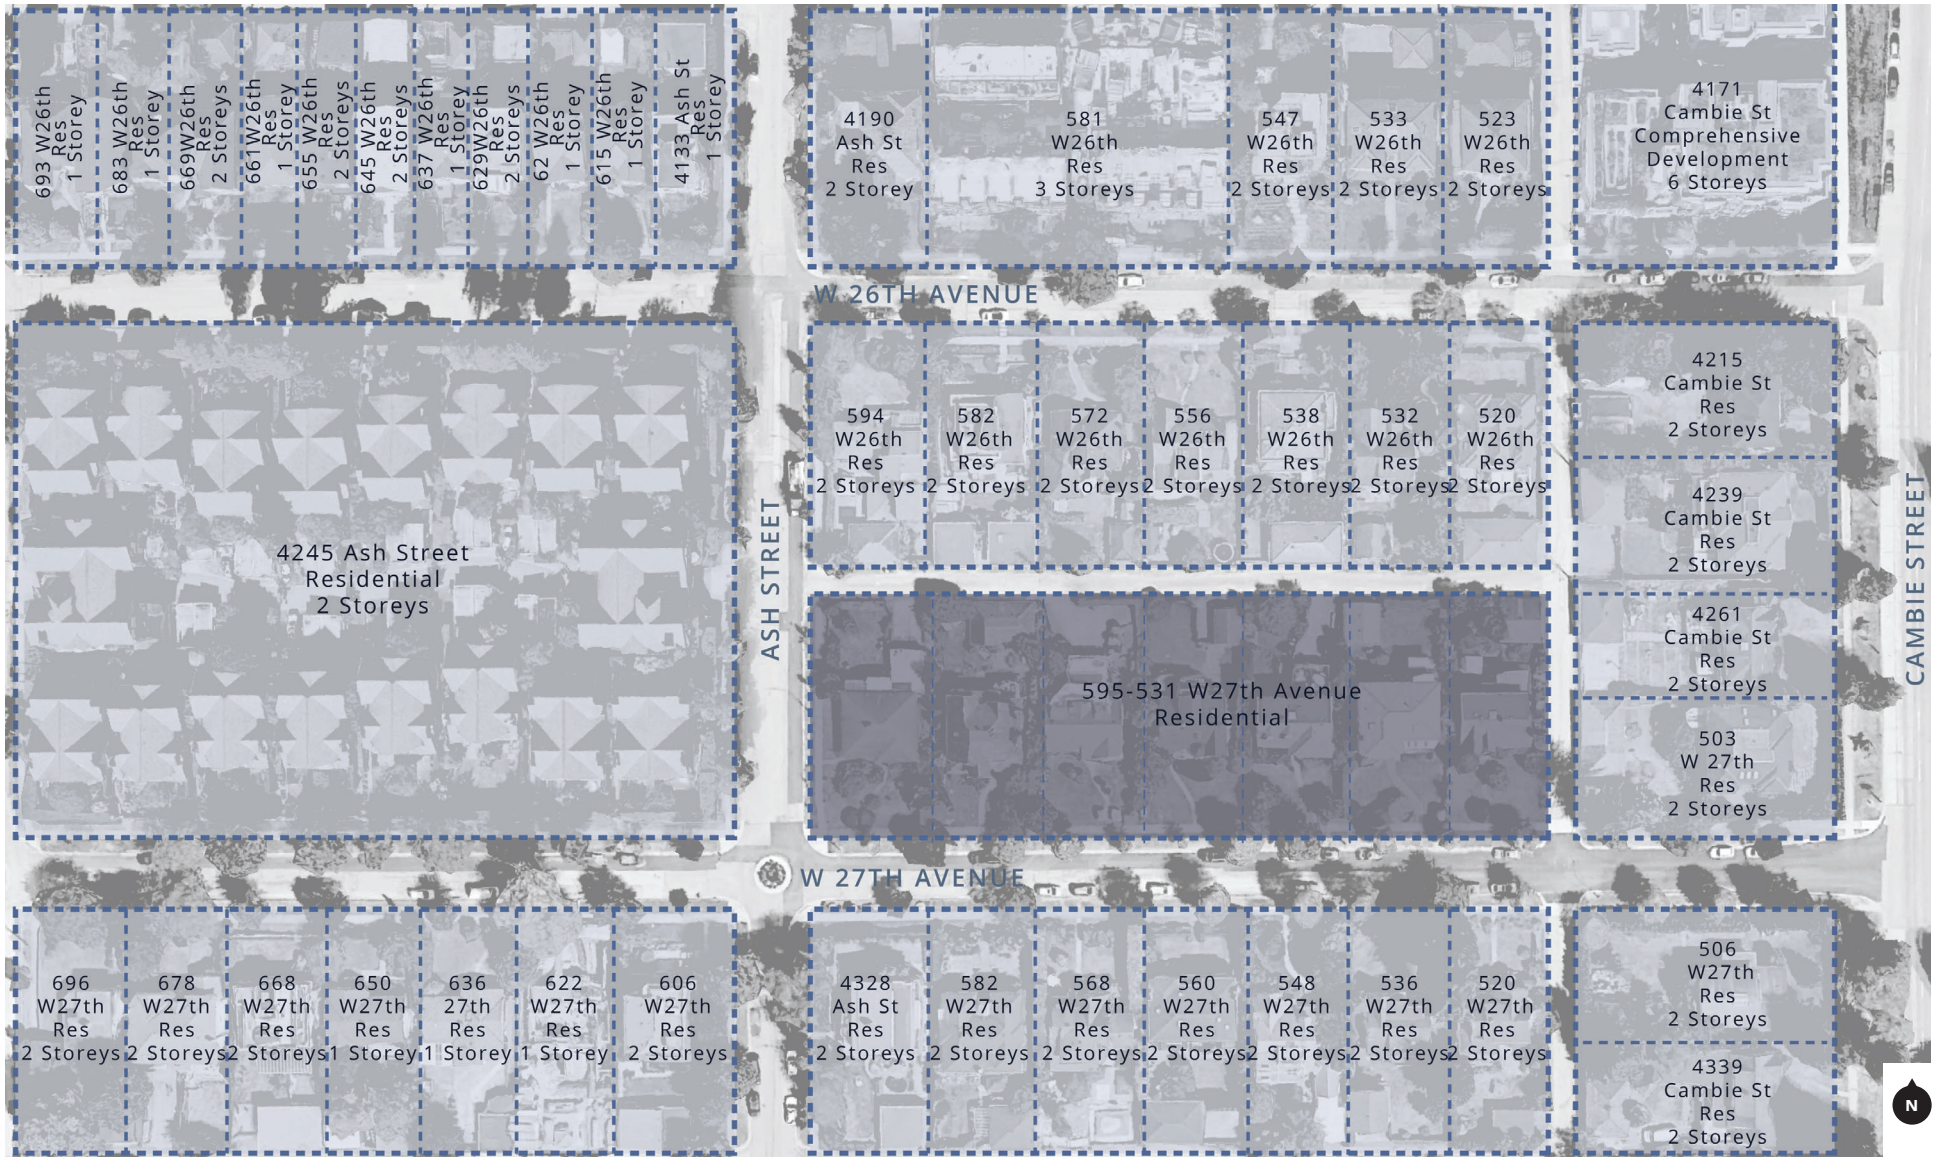 693 W26th
Res
1 Storey
683 W26th
Res
1 Storey
669W26th
Res
2 Storeys
661W26th
Res
1 Storey
655 W26th
Res
2 Storeys
645 W26th
Res
2 Storeys
637 W26th
Res
1 Storey
629W26th
Res
2 Storeys
62 W26th
Res
1 Storey
615 W26th
Res
1 Storey
4133 Ash St
Res
1 Storey
4190
Ash St
Res
2 Storey
581
W26th
Res
3 Storeys
547
W26th
Res
2 Storeys
533
W26th
Res
2 Storeys
523
W26th
Res
2 Storeys
4171
Cambie St
Comprehensive
Development
6 Storeys
W 26TH AVENUE
4245 Ash Street
Residential
2 Storeys
ASH STREET
594
W26th
Res
2 Storeys
582
W26th
Res
2 Storeys
572
W26th
Res
2 Storeys
556
W26th
Res
2 Storeys
538
W26th
Res
2 Storeys
532
W26th
Res
2 Storeys
520
W26th
Res
2 Storeys
4215
Cambie St
Res
2 Storeys
4239
Cambie St
Res
2 Storeys
4261
Cambie St
Res
2 Storeys
503
W 27th
Res
2 Storeys
CAMBIE STREET
595-531 W27th Avenue
Residential
W 27TH AVENUE
696
W27th
Res
2 Storeys
678
W27th
Res
2 Storeys
668
W27th
Res
2 Storeys
650
W27th
Res
1 Storey
636
27th
Res
1 Storey
622
W27th
Res
1 Storey
606
W27th
Res
2 Storeys
4328
Ash St
Res
2 Storeys
582
W27th
Res
2 Storeys
568
W27th
Res
2 Storeys
560
W27th
Res
2 Storeys
548
W27th
Res
2 Storeys
536
W27th
Res
2 Storeys
520
W27th
Res
2 Storeys
506
W27th
Res
2 Storeys
4339
Cambie St
Res
2 Storeys
N